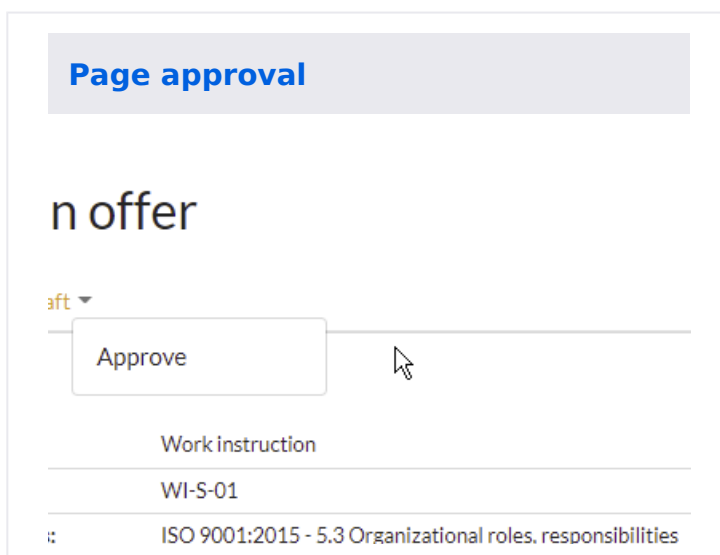 Page approval
n offer
aft
Approve
Work instruction
WI-S-01
s: ISO 9001:2015 - 5.3 Organizational roles, responsibilities